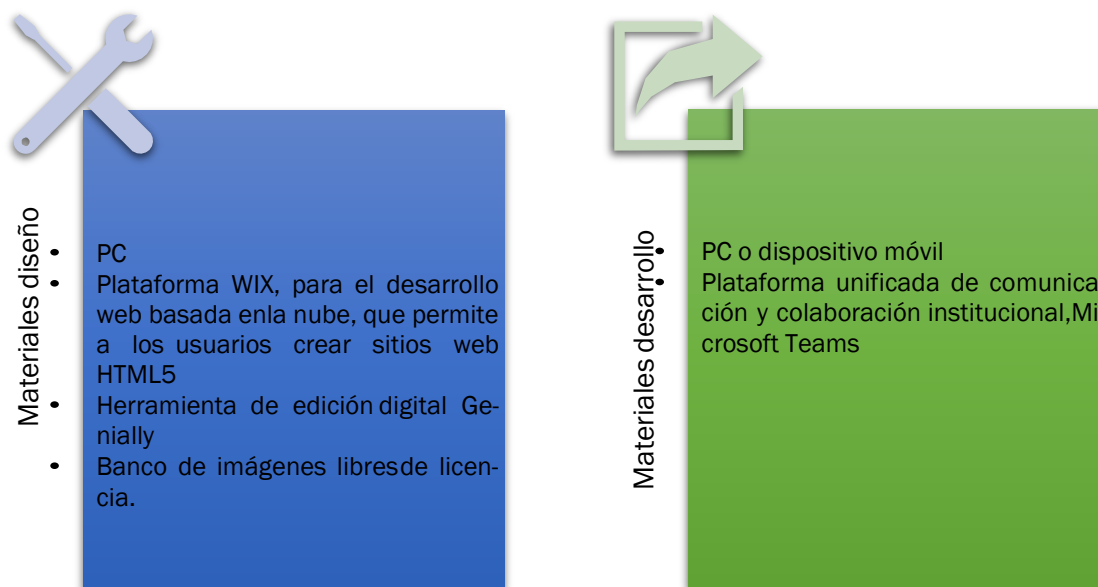 Materiales diseño
• PC
• Plataforma WIX, para el desarrollo
web basada enla nube, que permite
a los usuarios crear sitios web
HTML5
• Herramienta de edición digital Ge-
nially
• Banco de imágenes libresde licen-
cia.
Materiales desarrollo
• PC o dispositivo móvil
• Plataforma unificada de comunica
ción y colaboración institucional,Mi
crosoft Teams